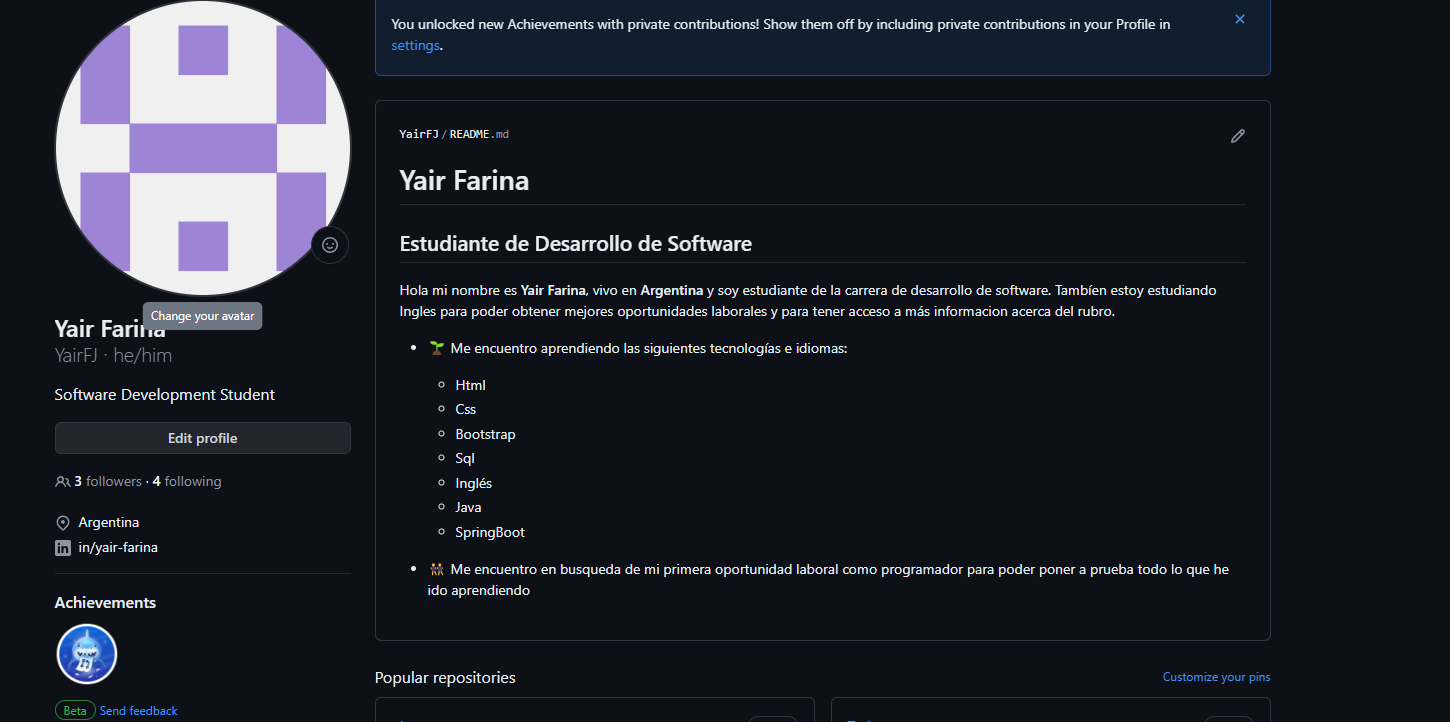 You unlocked new Achievements with private contributions! Show them off by including private contributions in your Profile in
settings.
Change your avatar
Yair Farina
YairFJ · he/him
Software Development Student
Edit profile
3 followers · 4 following
Argentina
in/yair-farina
Achievements
Beta Send feedback
YairFJ/README.md
Yair Farina
Estudiante de Desarrollo de Software
Hola mi nombre es Yair Farina, vivo en Argentina y soy estudiante de la carrera de desarrollo de software. Tambíen estoy estudiando
Ingles para poder obtener mejores oportunidades laborales y para tener acceso a más informacion acerca del rubro.
🌱 Me encuentro aprendiendo las siguientes tecnologías e idiomas:
Html
Css
Bootstrap
Sql
Inglés
Java
SpringBoot
👯 Me encuentro en busqueda de mi primera oportunidad laboral como programador para poder poner a prueba todo lo que he
ido aprendiendo
Popular repositories
Customize your pins